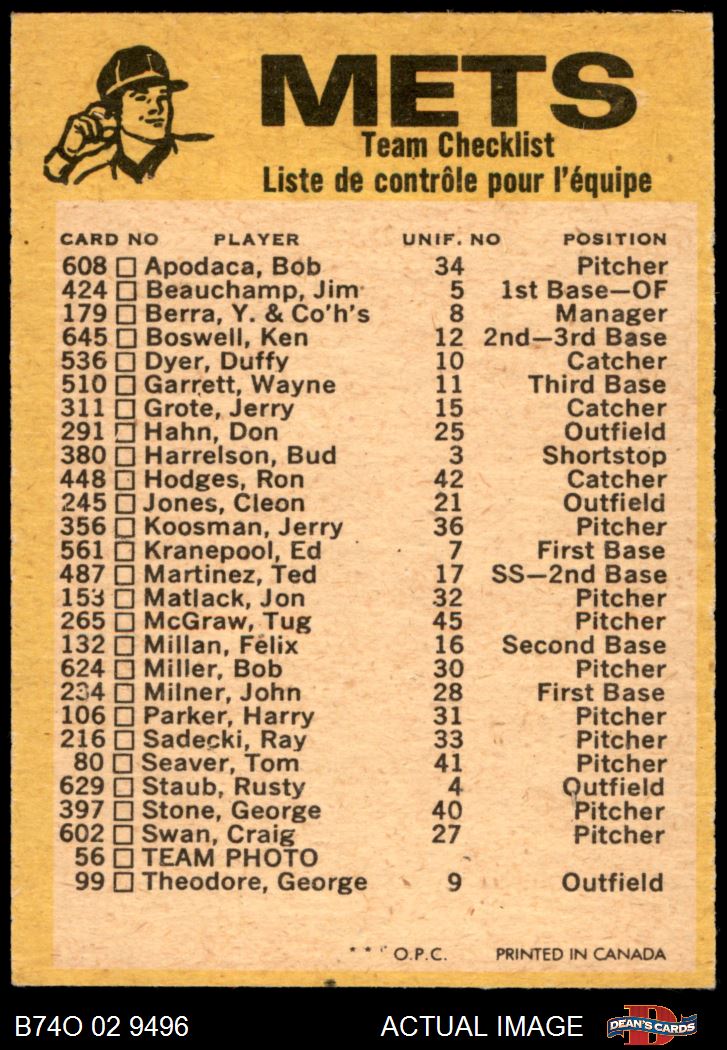 METS
Team Checklist
Liste de contrôle pour l'équipe
CARD NO PLAYER UNIF. NO POSITION
608 Apodaca, Bob 34 Pitcher
424 Beauchamp, Jim 5 1st Base—OF
179 Berra, Y. & Co'h's 8 Manager
645 Boswell, Ken 12 2nd—3rd Base
536 Dyer, Duffy 10 Catcher
510 Garrett, Wayne 11 Third Base
311 Grote, Jerry 15 Catcher
291 Hahn, Don 25 Outfield
380 Harrelson, Bud 3 Shortstop
448 Hodges, Ron 42 Catcher
245 Jones, Cleon 21 Outfield
356 Koosman, Jerry 36 Pitcher
561 Kranepool, Ed 7 First Base
487 Martinez, Ted 17 SS—2nd Base
153 Matlack, Jon 32 Pitcher
265 McGraw, Tug 45 Pitcher
132 Millan, Felix 16 Second Base
624 Miller, Bob 30 Pitcher
234 Milner, John 28 First Base
106 Parker, Harry 31 Pitcher
216 Sadecki, Ray 33 Pitcher
80 Seaver, Tom 41 Pitcher
629 Staub, Rusty 4 Outfield
397 Stone, George 40 Pitcher
602 Swan, Craig 27 Pitcher
56 TEAM PHOTO
99 Theodore, George 9 Outfield
* * * O.P.C. PRINTED IN CANADA
B74O 02 9496 ACTUAL IMAGE DEAN'S CARDS